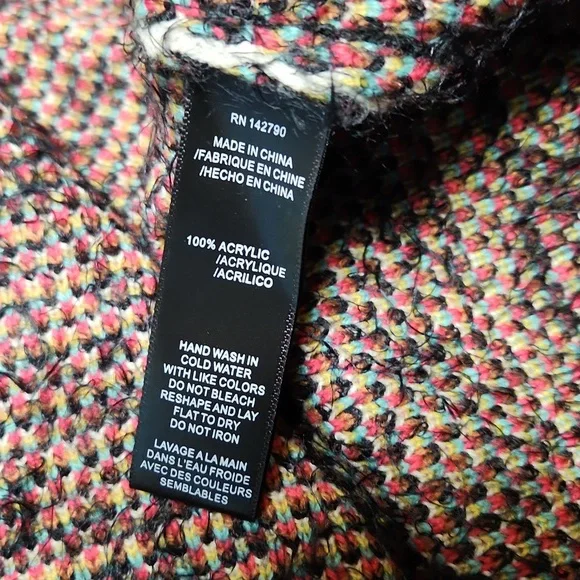 RN 142790
MADE IN CHINA
/FABRIQUE EN CHINE
/HECHO EN CHINA
100% ACRYLIC
/ACRYLIQUE
/ACRILICO
HAND WASH IN
COLD WATER
WITH LIKE COLORS
DO NOT BLEACH
RESHAPE AND LAY
FLAT TO DRY
DO NOT IRON
LAVAGE A LA MAIN
DANS L'EAU FROIDE
AVEC DES COULEURS
SEMBLABLES